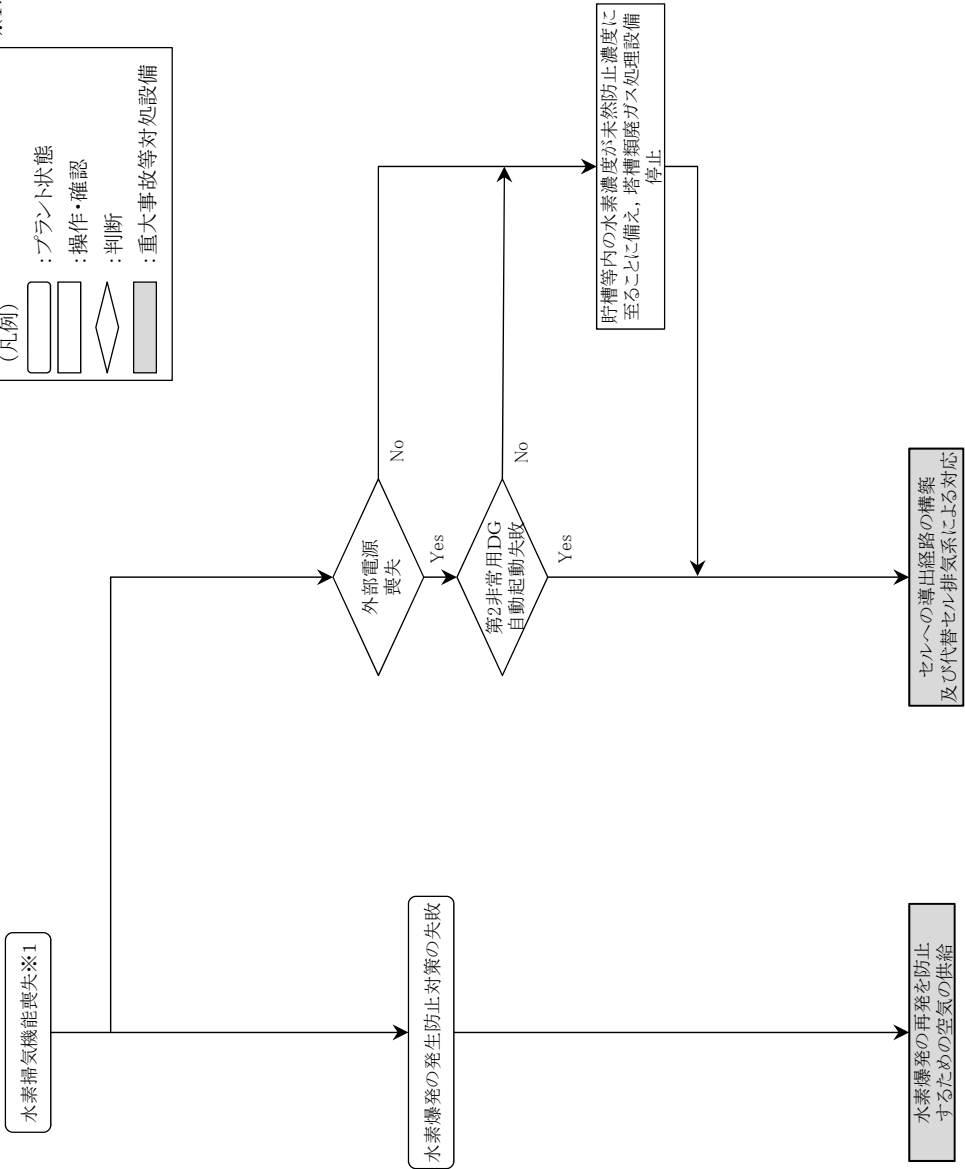 (凡例)
：プラント状態
：操作・確認
：判断
：重大事故等対処設備
水素掃気機能喪失※1
外部電源
喪失
No
Yes
第2非常用DG
自動起動失敗
No
Yes
貯槽等内の水素濃度が未然防止濃度に
至ることに備え，塔槽類廃ガス処理設備
停止
水素爆発の発生防止対策の失敗
水素爆発の再発を防止
するための空気の供給
セルへの導出経路の構築
及び代替セル排気系による対応